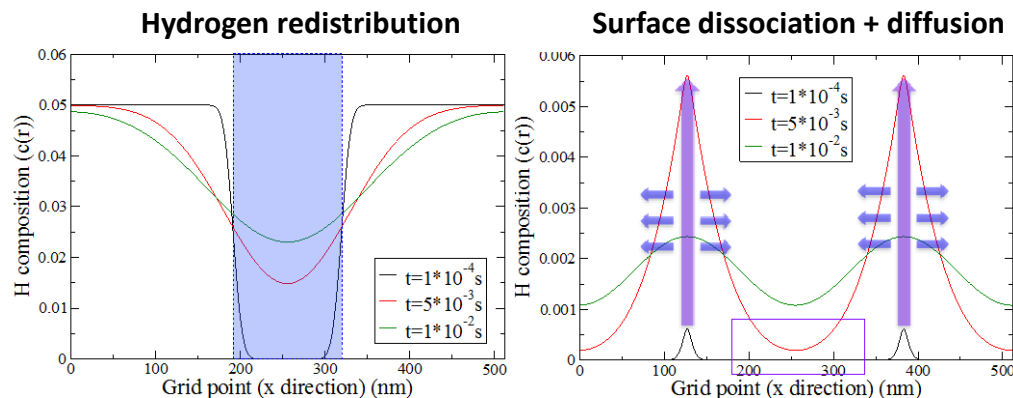 Hydrogen redistribution
H composition (c(r))
0.06
0.05
0.04
0.03
0.02
0.01
0
t=1*10⁻⁴s
t=5*10⁻³s
t=1*10⁻²s
0 100 200 300 400 500
Grid point (x direction) (nm)
Surface dissociation + diffusion
H composition (c(r))
0.006
0.005
0.004
0.003
0.002
0.001
0
t=1*10⁻⁴s
t=5*10⁻³s
t=1*10⁻²s
0 100 200 300 400 500
Grid point (x direction) (nm)